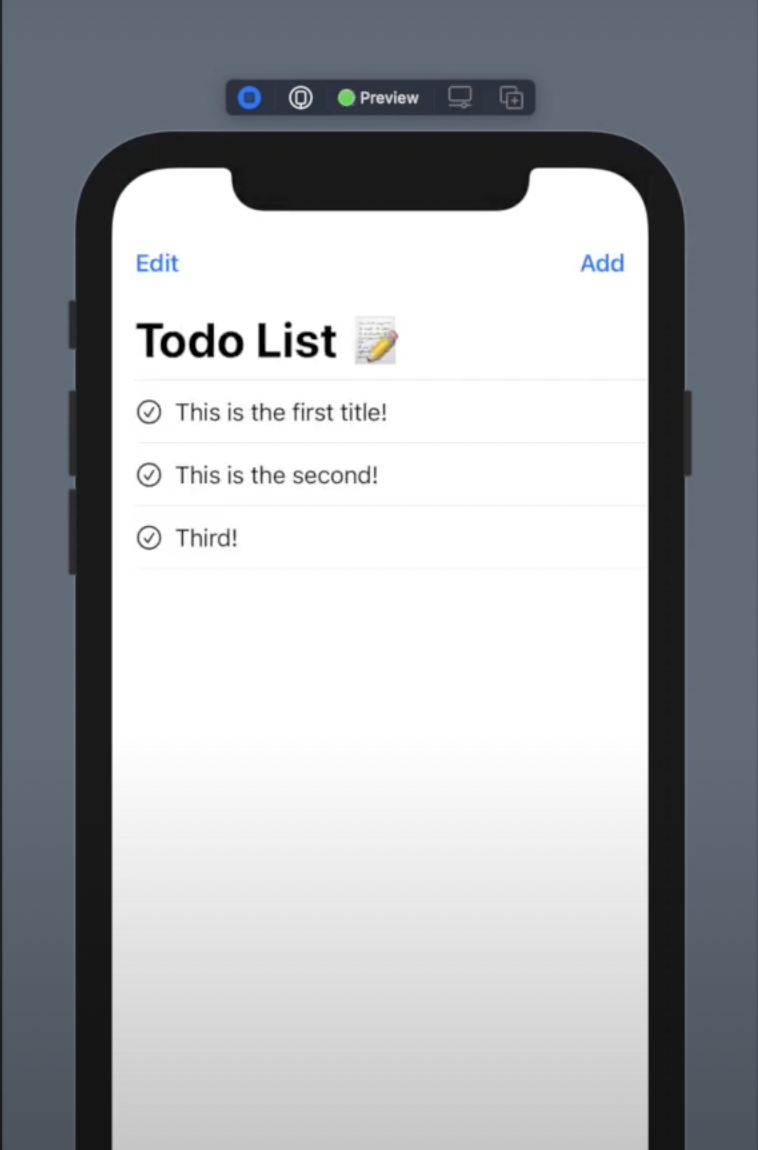 Preview
Edit Add
Todo List 📝
This is the first title!
This is the second!
Third!